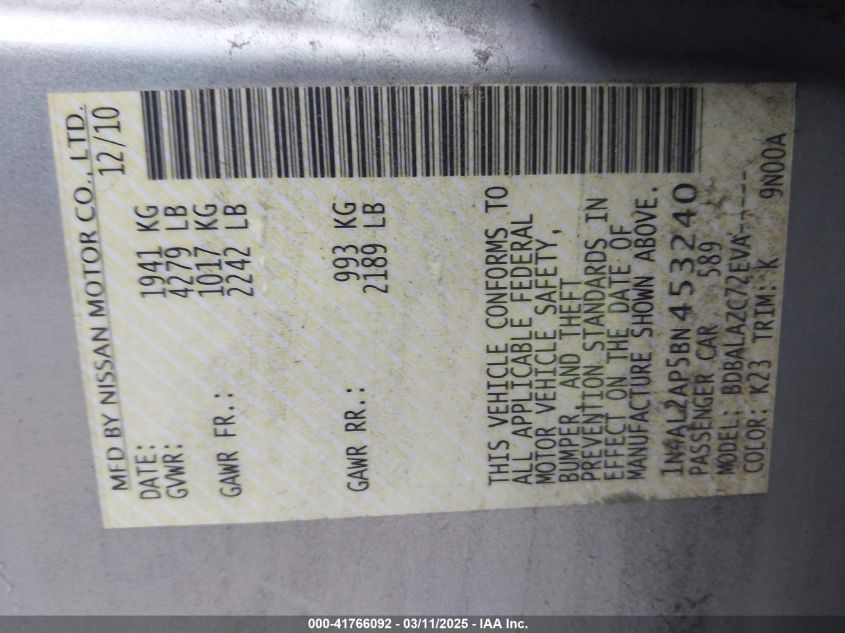 MFD BY NISSAN MOTOR CO., LTD.
DATE: 12/10
GVWR: 1941 KG
4279 LB
GAWR FR.: 1017 KG
2242 LB
GAWR RR.: 993 KG
2189 LB
THIS VEHICLE CONFORMS TO
ALL APPLICABLE FEDERAL
MOTOR VEHICLE SAFETY,
BUMPER, AND THEFT
PREVENTION STANDARDS IN
EFFECT ON THE DATE OF
MANUFACTURE SHOWN ABOVE.
1N4AL2AP5BN453240
PASSENGER CAR 589
MODEL: BDBALAZC72EVA-----
COLOR: K23 TRIM: K 9N00A
000-41766092 - 03/11/2025 - IAA Inc.